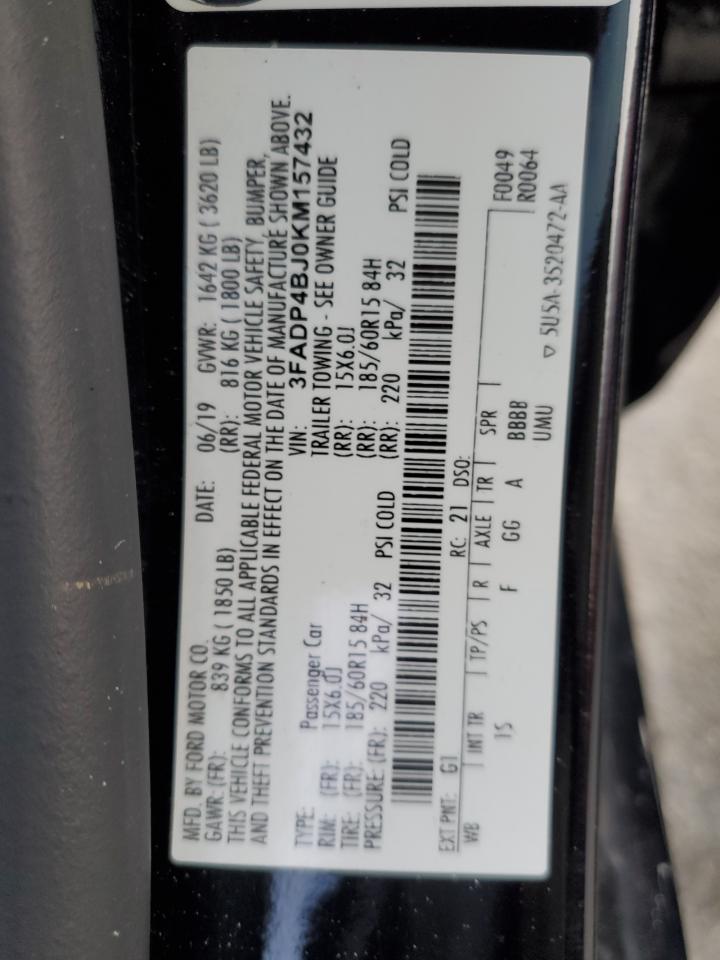 MFD. BY FORD MOTOR CO. DATE: 06/19 GVWR: 1642 KG ( 3620 LB)
GAWR: (FR): 839 KG ( 1850 LB) (RR): 816 KG ( 1800 LB)
THIS VEHICLE CONFORMS TO ALL APPLICABLE FEDERAL MOTOR VEHICLE SAFETY, BUMPER,
AND THEFT PREVENTION STANDARDS IN EFFECT ON THE DATE OF MANUFACTURE SHOWN ABOVE.
VIN: 3FADP4BJ0KM157432
TYPE: Passenger Car TRAILER TOWING - SEE OWNER GUIDE
RIM: (FR): 15X6.0J (RR): 15X6.0J
TIRE: (FR): 185/60R15 84H (RR): 185/60R15 84H
PRESSURE: (FR): 220 kPa/ 32 PSI COLD (RR): 220 kPa/ 32 PSI COLD
EXT PNT: G1 RC: 21 DSO:
WB INT TR TP/PS R AXLE TR SPR F0049
IS F GG A BBBB R0064
UMU
▽ 5U5A-3520472-AA